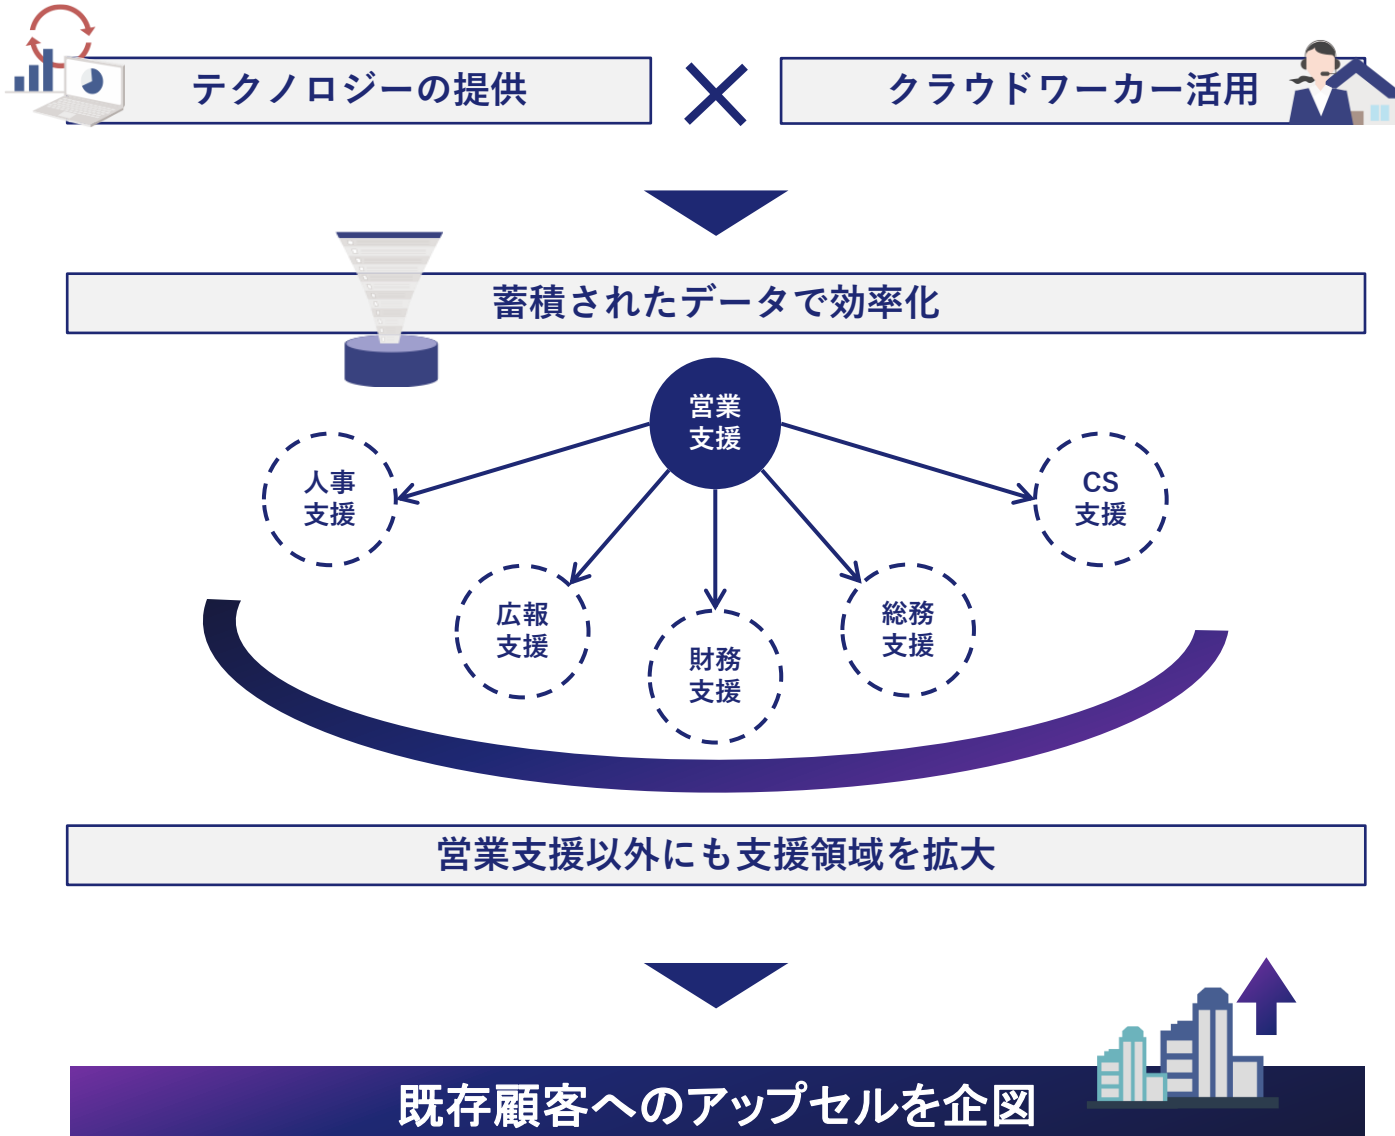 テクノロジーの提供
クラウドワーカー活用
蓄積されたデータで効率化
営業
支援
人事
支援
CS
支援
広報
支援
財務
支援
総務
支援
営業支援以外にも支援領域を拡大
既存顧客へのアップセルを企図